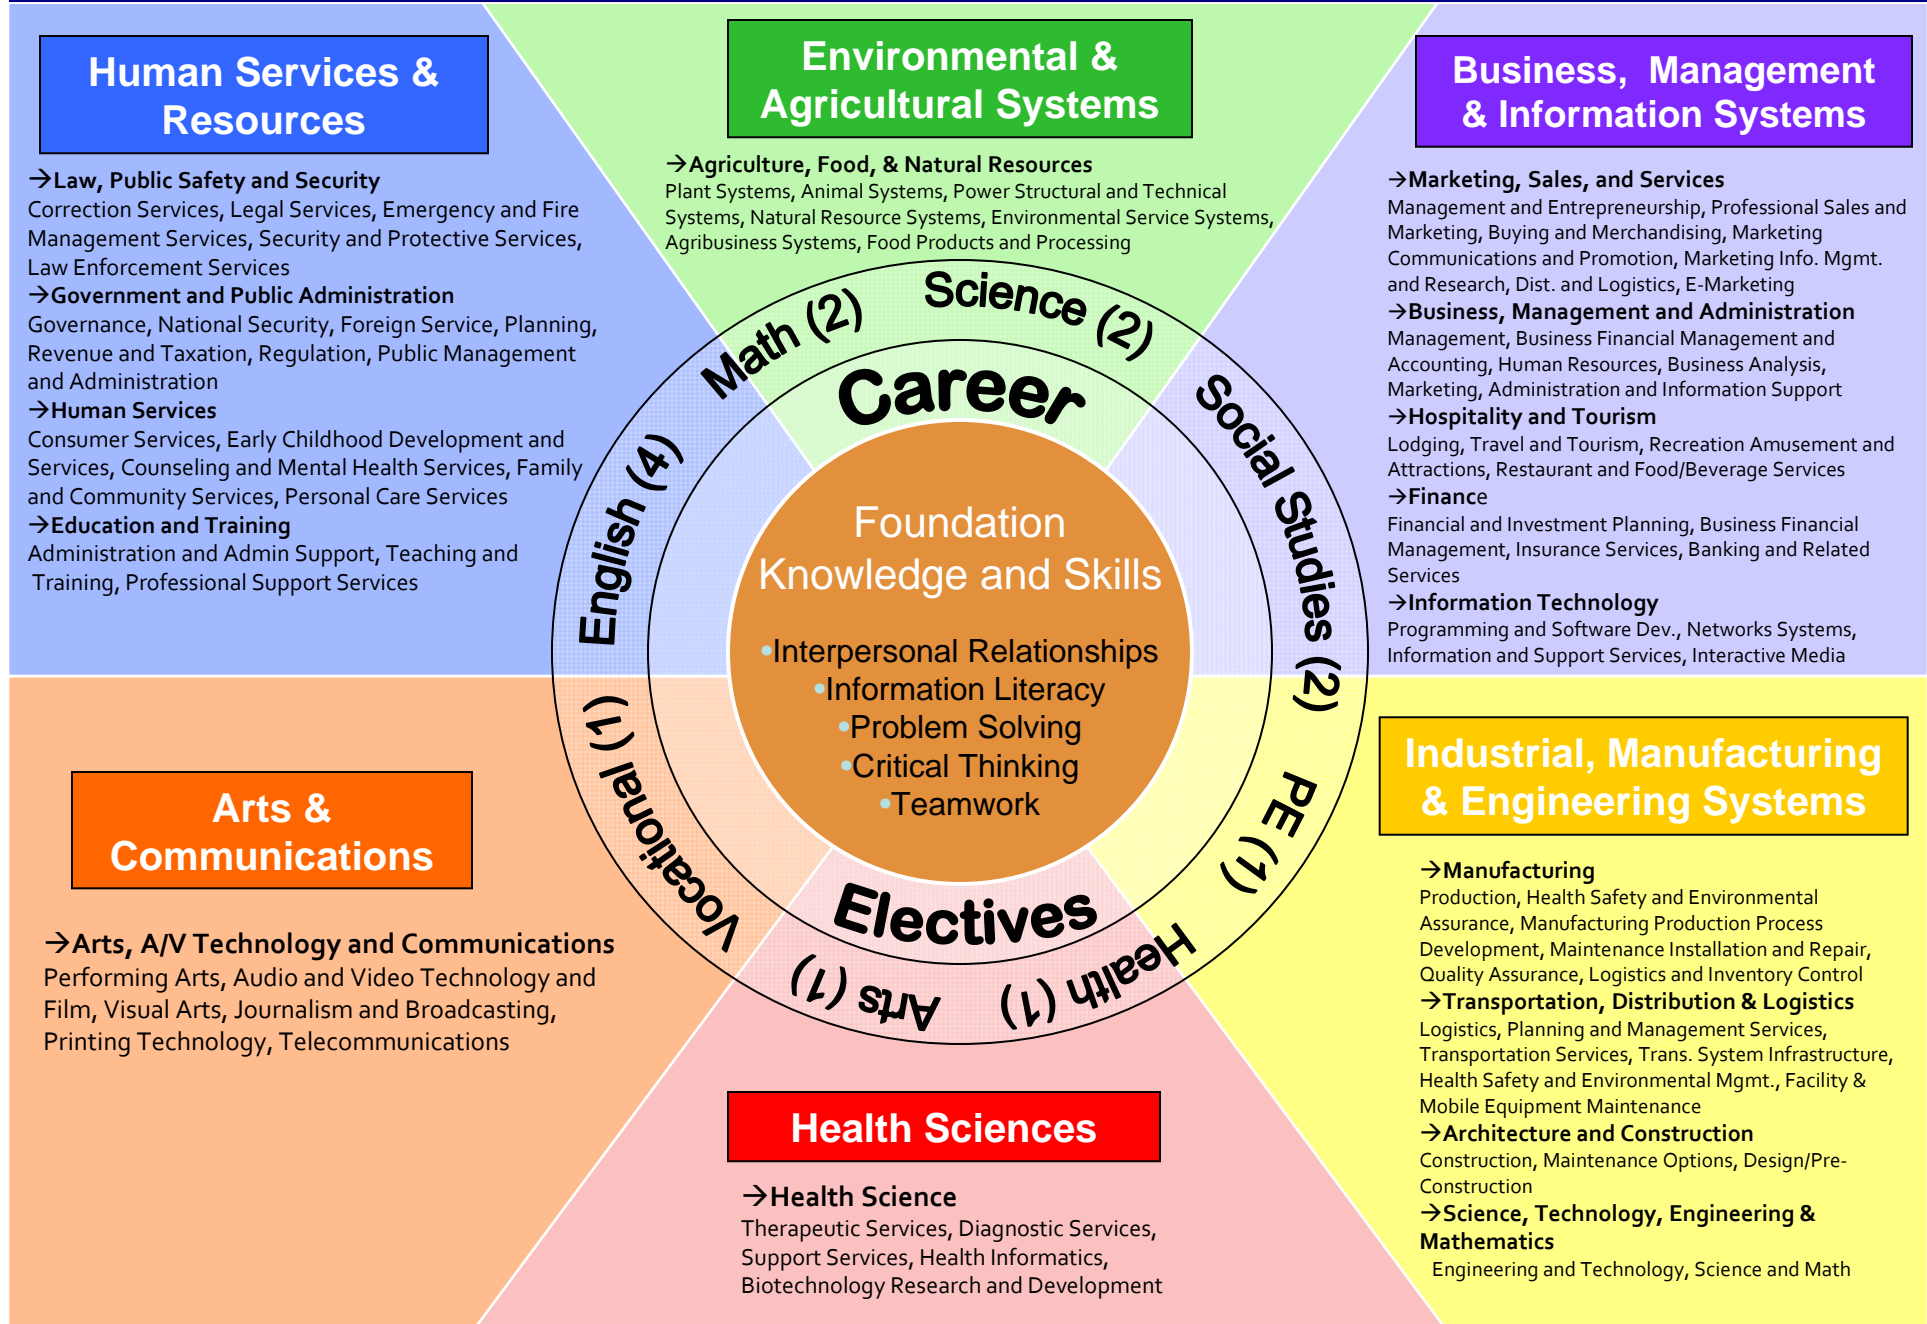 Human Services &
Resources
→Law, Public Safety and Security
Correction Services, Legal Services, Emergency and Fire
Management Services, Security and Protective Services,
Law Enforcement Services
→Government and Public Administration
Governance, National Security, Foreign Service, Planning,
Revenue and Taxation, Regulation, Public Management
and Administration
→Human Services
Consumer Services, Early Childhood Development and
Services, Counseling and Mental Health Services, Family
and Community Services, Personal Care Services
→Education and Training
Administration and Admin Support, Teaching and
Training, Professional Support Services
Environmental &
Agricultural Systems
→Agriculture, Food, & Natural Resources
Plant Systems, Animal Systems, Power Structural and Technical
Systems, Natural Resource Systems, Environmental Service Systems,
Agribusiness Systems, Food Products and Processing
Business, Management
& Information Systems
→Marketing, Sales, and Services
Management and Entrepreneurship, Professional Sales and
Marketing, Buying and Merchandising, Marketing
Communications and Promotion, Marketing Info. Mgmt.
and Research, Dist. and Logistics, E-Marketing
→Business, Management and Administration
Management, Business Financial Management and
Accounting, Human Resources, Business Analysis,
Marketing, Administration and Information Support
→Hospitality and Tourism
Lodging, Travel and Tourism, Recreation Amusement and
Attractions, Restaurant and Food/Beverage Services
→Finance
Financial and Investment Planning, Business Financial
Management, Insurance Services, Banking and Related
Services
→Information Technology
Programming and Software Dev., Networks Systems,
Information and Support Services, Interactive Media
English (4)
Math (2)
Science (2)
Social Studies (2)
PE (1)
Health (1)
Arts (1)
Vocational (1)
Career
Electives
Foundation
Knowledge and Skills
•Interpersonal Relationships
•Information Literacy
•Problem Solving
•Critical Thinking
•Teamwork
Arts &
Communications
→Arts, A/V Technology and Communications
Performing Arts, Audio and Video Technology and
Film, Visual Arts, Journalism and Broadcasting,
Printing Technology, Telecommunications
Health Sciences
→Health Science
Therapeutic Services, Diagnostic Services,
Support Services, Health Informatics,
Biotechnology Research and Development
Industrial, Manufacturing
& Engineering Systems
→Manufacturing
Production, Health Safety and Environmental
Assurance, Manufacturing Production Process
Development, Maintenance Installation and Repair,
Quality Assurance, Logistics and Inventory Control
→Transportation, Distribution & Logistics
Logistics, Planning and Management Services,
Transportation Services, Trans. System Infrastructure,
Health Safety and Environmental Mgmt., Facility &
Mobile Equipment Maintenance
→Architecture and Construction
Construction, Maintenance Options, Design/Pre-
Construction
→Science, Technology, Engineering &
Mathematics
Engineering and Technology, Science and Math